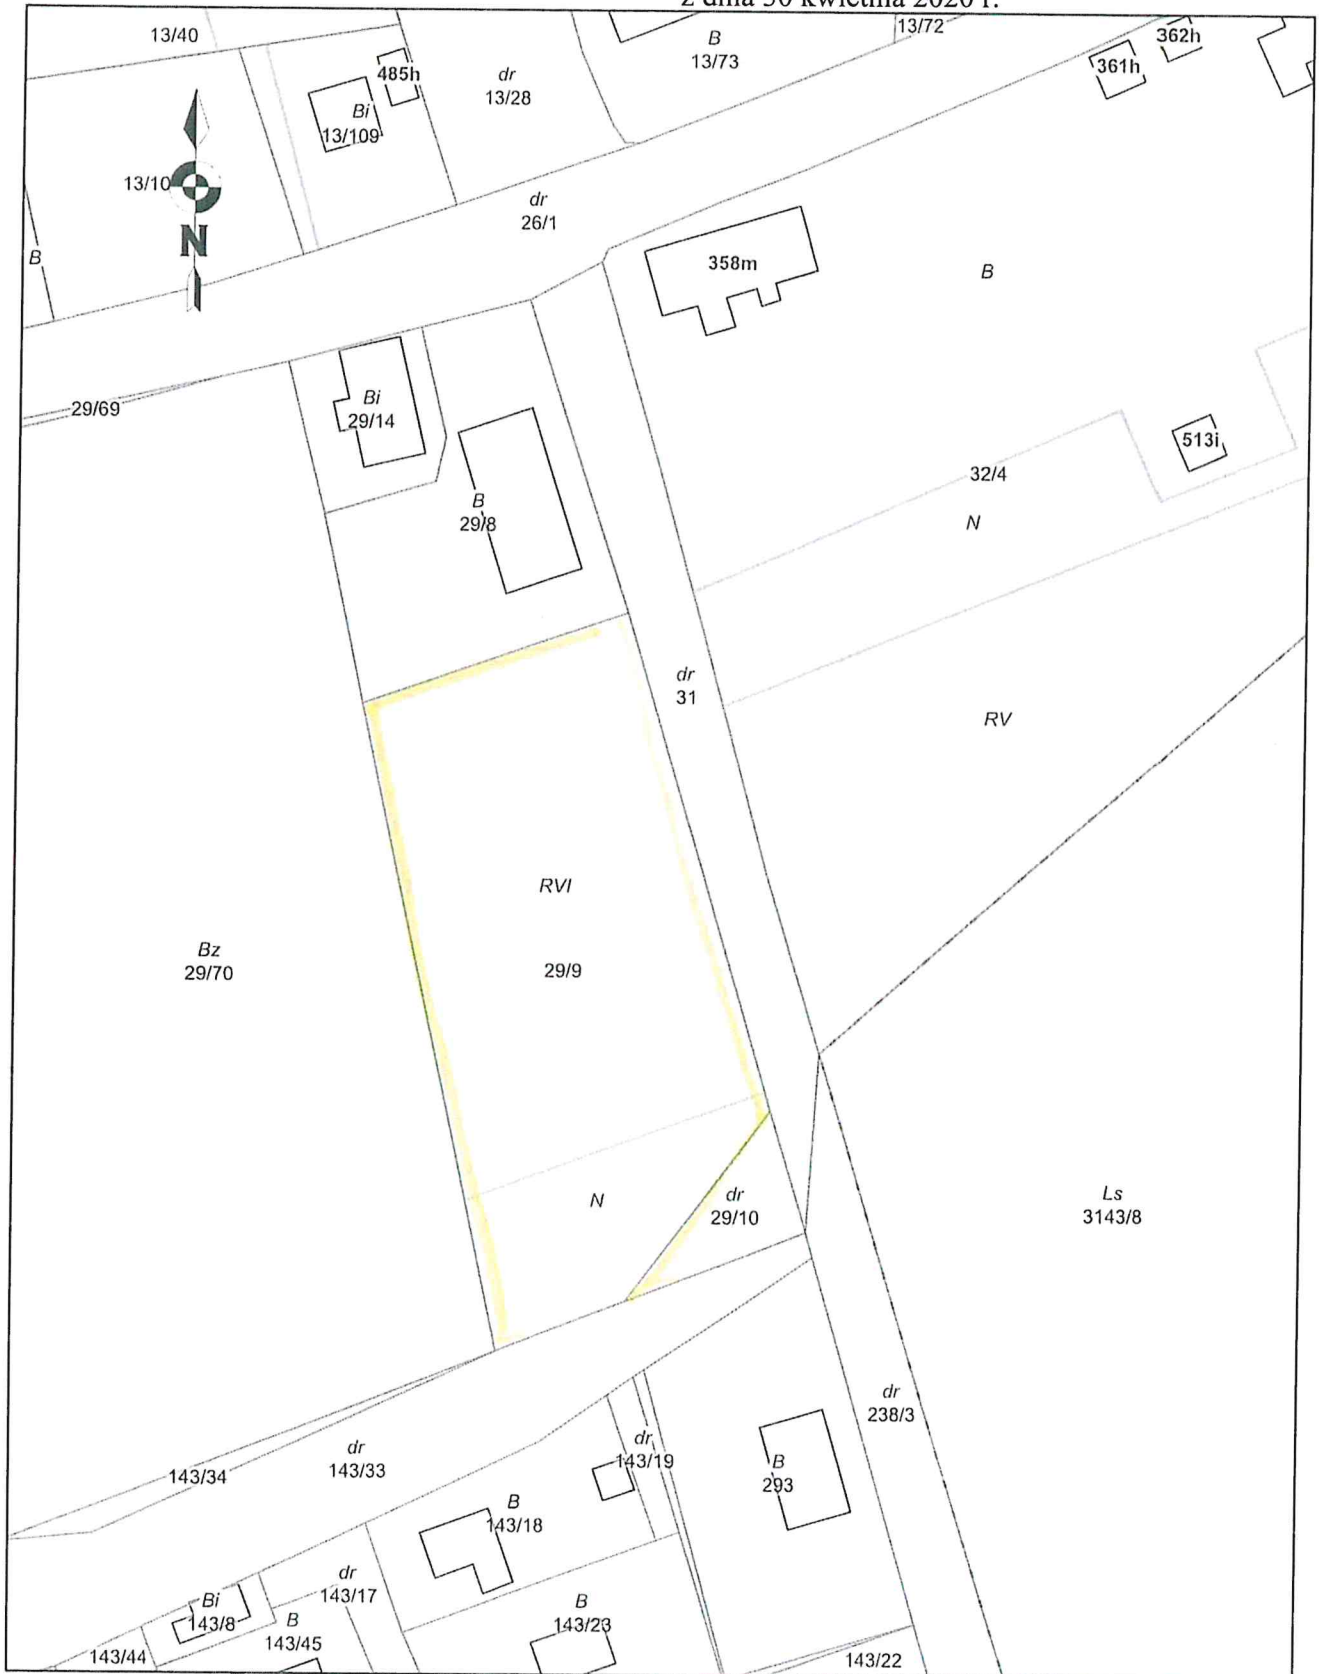 z dnia 30 kwietnia 2020 r.
13/40
13/72
362h
B
13/73
361h
485h
dr
13/28
Bi
13/109
13/10
dr
26/1
N
B
358m
B
29/69
Bi
29/14
513i
32/4
B
29/8
N
dr
31
RV
RVI
Bz
29/70
29/9
N
dr
29/10
Ls
3143/8
dr
238/3
dr
143/19
dr
143/33
143/34
B
293
B
143/18
dr
143/17
Bi
143/8
B
143/23
B
143/45
143/44
143/22